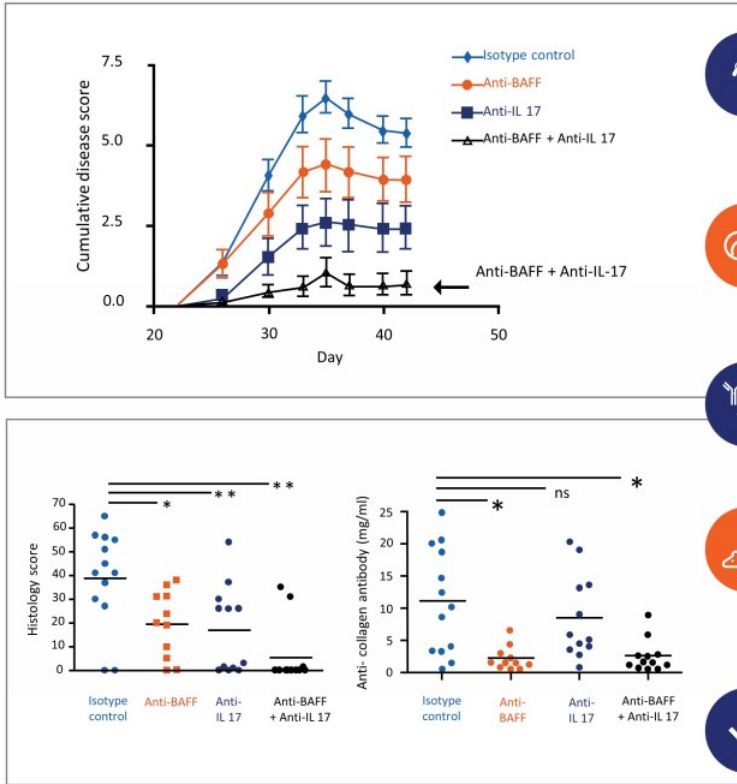 7.5
5.0
2.5
0.0
Cumulative disease score
20
30
40
50
Day
Isotype control
Anti-BAFF
Anti-IL 17
Anti-BAFF + Anti-IL 17
Anti-BAFF + Anti-IL-17
70
60
50
40
30
20
10
0
Histology score
* *
* *
*
Isotype
control
Anti-BAFF
Anti-
IL 17
Anti-BAFF
+ Anti-IL 17
25
20
15
10
5
0
Anti- collagen antibody (mg/ml)
*
ns
*
Isotype
control
Anti-
BAFF
Anti-
IL 17
Anti-BAFF
+ Anti-IL 17